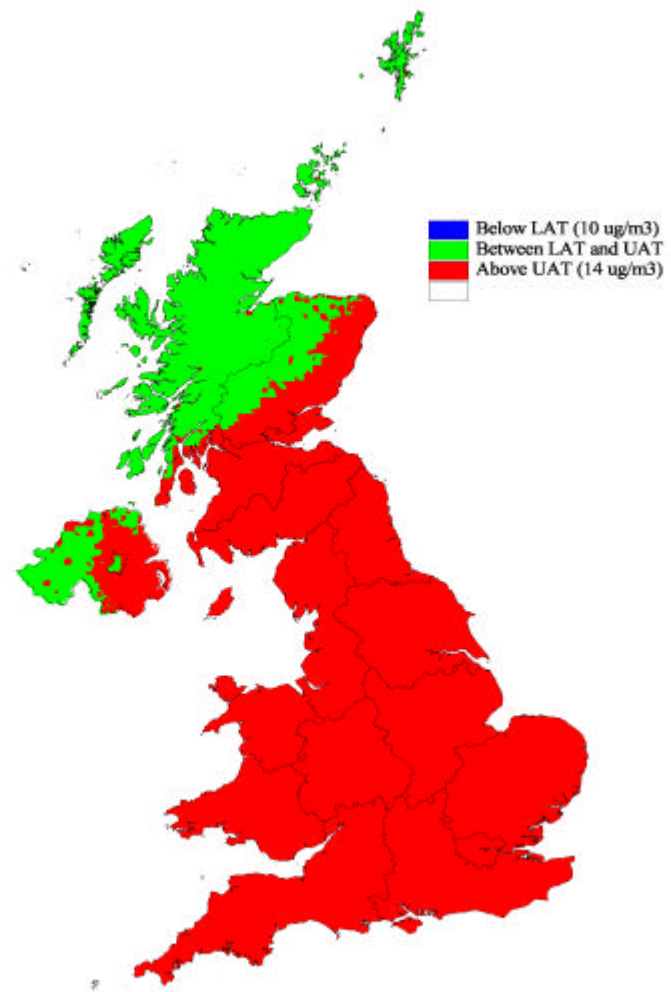 Below LAT (10 ug/m3)
Between LAT and UAT
Above UAT (14 ug/m3)